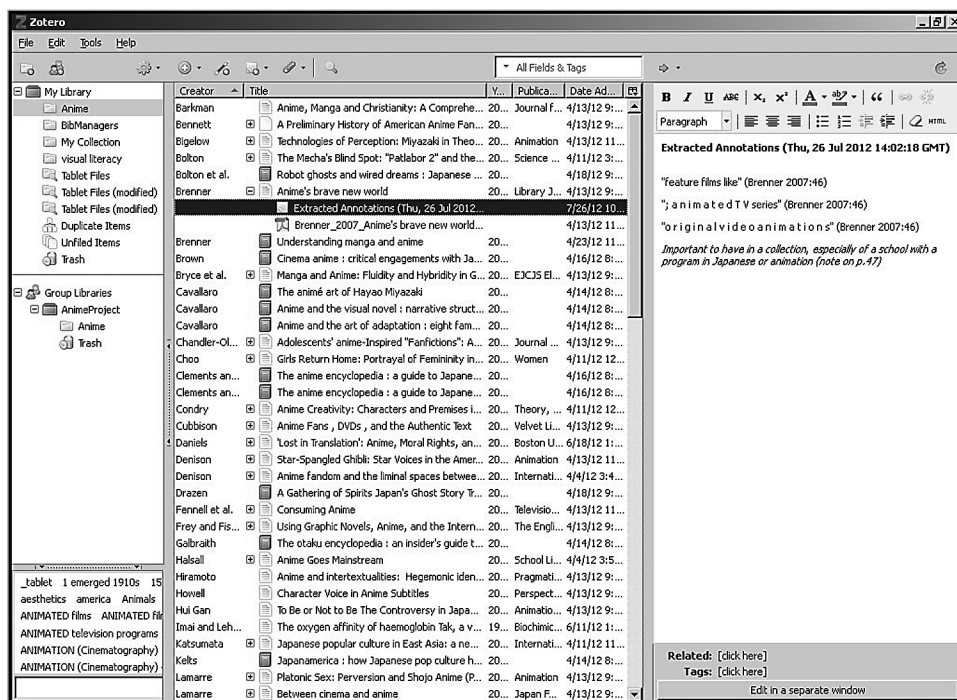 Zotero
File Edit Tools Help
All Fields & Tags
My Library
Anime
BibManagers
My Collection
visual literacy
Tablet Files
Tablet Files (modified)
Tablet Files (modified)
Duplicate Items
Unfiled Items
Trash
Group Libraries
AnimeProject
Anime
Trash
_tablet 1 emerged 1910s 15
aesthetics america Animals
ANIMATED films ANIMATED fil
ANIMATED television programs
ANIMATION (Cinematography)
ANIMATION (Cinematography) -
Creator Title Y... Publica... Date Ad...
Barkman Anime, Manga and Christianity: A Comprehe... 20... Journal f... 4/13/12 9:...
Bennett A Preliminary History of American Anime Fan... 20... 4/13/12 9:...
Bigelow Technologies of Perception: Miyazaki in Theo... 20... Animation 4/13/12 11...
Bolton The Mecha's Blind Spot: "Patlabor 2" and the... 20... Science ... 4/11/12 3:...
Bolton et al. Robot ghosts and wired dreams : Japanese ... 20... 4/18/12 9:...
Brenner Anime's brave new world 20... Library J... 4/13/12 9:...
Extracted Annotations (Thu, 26 Jul 2012... 7/26/12 10...
Brenner_2007_Anime's brave new world... 4/13/12 11...
Brenner Understanding manga and anime 20... 4/23/12 11...
Brown Cinema anime : critical engagements with Ja... 20... 4/16/12 8:...
Bryce et al. Manga and Anime: Fluidity and Hybridity in G... 20... EJCJS El... 4/13/12 9:...
Cavallaro The animé art of Hayao Miyazaki 20... 4/14/12 8:...
Cavallaro Anime and the visual novel : narrative struct... 20... 4/14/12 8:...
Cavallaro Anime and the art of adaptation : eight fam... 20... 4/14/12 8:...
Chandler-Ol... Adolescents' anime-Inspired "Fanfictions": A... 20... Journal ... 4/13/12 9:...
Choo Girls Return Home: Portrayal of Femininity in... 20... Women 4/11/12 12...
Clements an... The anime encyclopedia : a guide to Japane... 20... 4/16/12 8:...
Clements an... The anime encyclopedia : a guide to Japane... 20... 4/16/12 8:...
Condry Anime Creativity: Characters and Premises i... 20... Theory, ... 4/11/12 12...
Cubbison Anime Fans , DVDs , and the Authentic Text 20... Velvet Li... 4/13/12 9:...
Daniels 'Lost in Translation': Anime, Moral Rights, an... 20... Boston U... 6/18/12 1:...
Denison Star-Spangled Ghibli: Star Voices in the Amer... 20... Animation 4/13/12 11...
Denison Anime fandom and the liminal spaces betwee... 20... Internati... 4/4/12 3:4...
Drazen A Gathering of Spirits Japan's Ghost Story Tr... 20... 4/18/12 9:...
Fennell et al. Consuming Anime 20... Televisio... 4/13/12 11...
Frey and Fis... Using Graphic Novels, Anime, and the Intern... 20... The Engli... 4/13/12 9:...
Galbraith The otaku encyclopedia : an insider's guide t... 20... 4/14/12 8:...
Halsall Anime Goes Mainstream 20... School Li... 4/4/12 3:5...
Hiramoto Anime and intertextualities: Hegemonic iden... 20... Pragmati... 4/13/12 9:...
Howell Character Voice in Anime Subtitles 20... Perspect... 4/13/12 9:...
Hui Gan To Be or Not to Be The Controversy in Japa... 20... Animatio... 4/13/12 9:...
Imai and Leh... The oxygen affinity of haemoglobin Tak, a v... 19... Biochimic... 6/11/12 1:...
Katsumata Japanese popular culture in East Asia: a ne... 20... Internati... 4/11/12 11...
Kelts Japanamerica : how Japanese pop culture h... 20... 4/14/12 8:...
Lamarre Platonic Sex: Perversion and Shojo Anime (P... 20... Animation 4/13/12 9:...
Lamarre Between cinema and anime 20... Japan F... 4/13/12 9:...
B I U ABC X₂ X² A ab
Paragraph HTML
Extracted Annotations (Thu, 26 Jul 2012 14:02:18 GMT)
"feature films like" (Brenner 2007:46)
"; a n i m a t e d T V series" (Brenner 2007:46)
"o r i g i n a l v i d e o a n i m a t i o n s" (Brenner 2007:46)
Important to have in a collection, especially of a school with a
program in Japanese or animation (note on p.47)
Related: [click here]
Tags: [click here]
Edit in a separate window